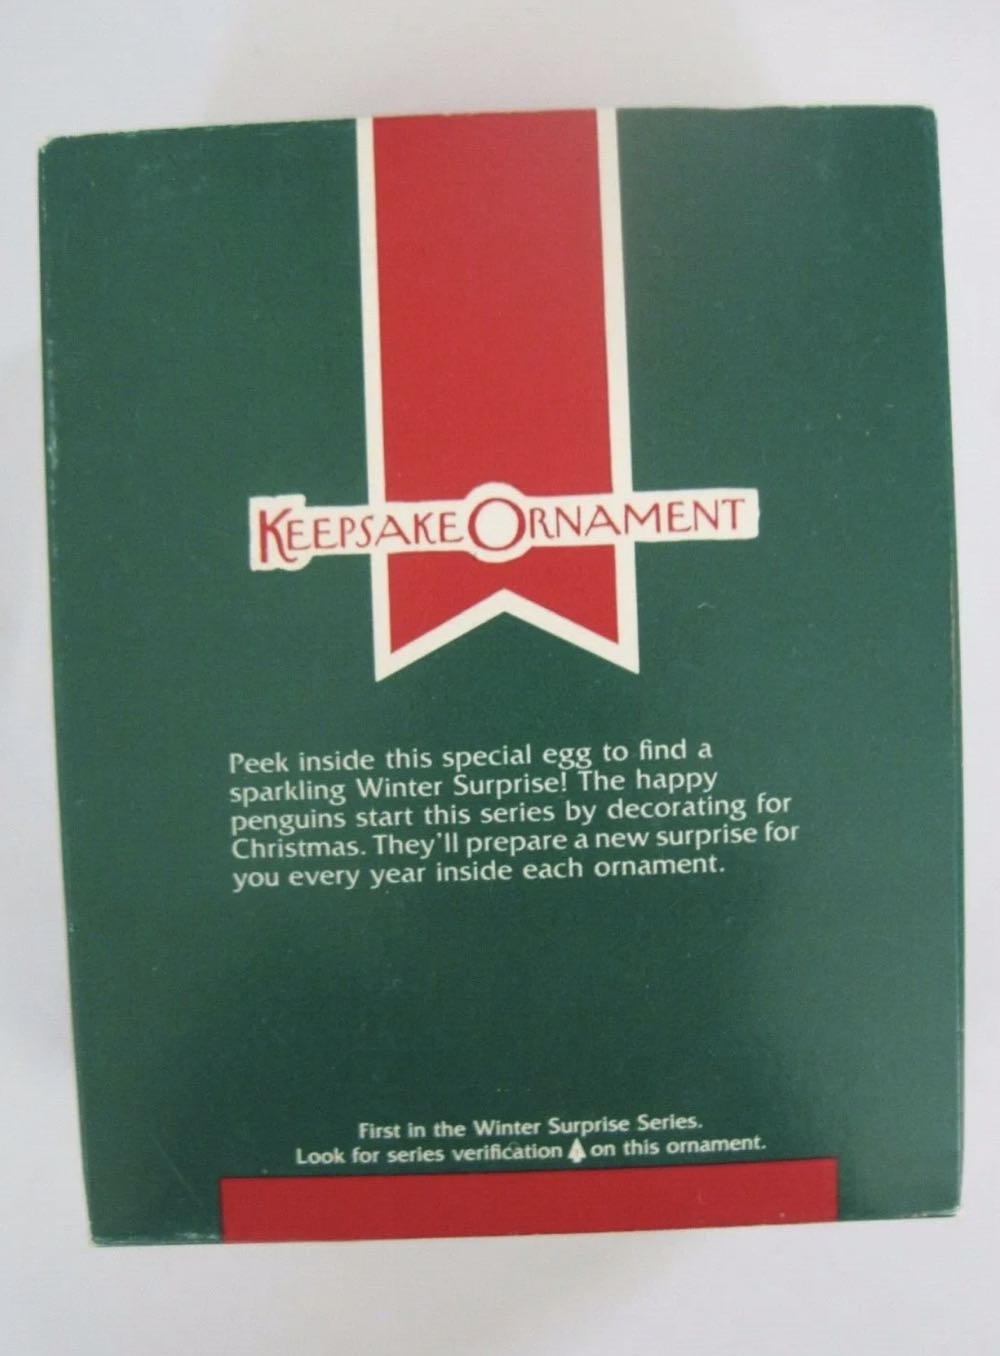 KEEPSAKE ORNAMENT
Peek inside this special egg to find a
sparkling Winter Surprise! The happy
penguins start this series by decorating for
Christmas. They'll prepare a new surprise for
you every year inside each ornament.
First in the Winter Surprise Series.
Look for series verification on this ornament.